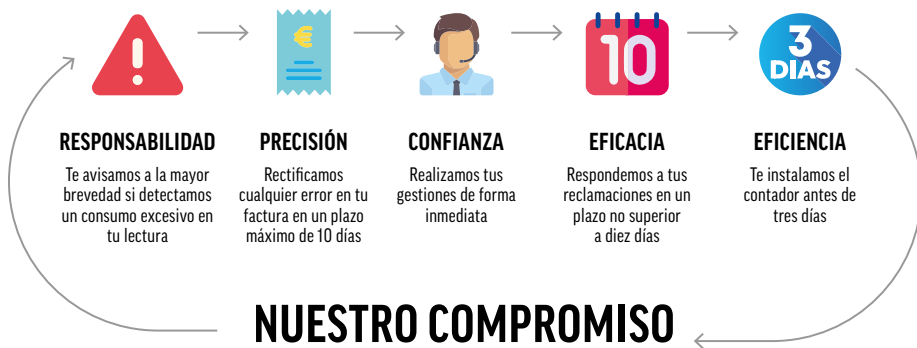 10
3
DÍAS
RESPONSABILIDAD
Te avisamos a la mayor
brevedad si detectamos
un consumo excesivo en
tu lectura
PRECISIÓN
Rectificamos
cualquier error en tu
factura en un plazo
máximo de 10 días
CONFIANZA
Realizamos tus
gestiones de forma
inmediata
EFICACIA
Respondemos a tus
reclamaciones en un
plazo no superior
a diez días
EFICIENCIA
Te instalamos el
contador antes de
tres días
NUESTRO COMPROMISO